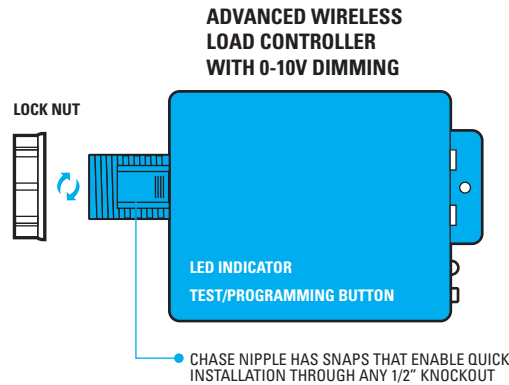 ADVANCED WIRELESS
LOAD CONTROLLER
WITH 0-10V DIMMING
LOCK NUT
LED INDICATOR
TEST/PROGRAMMING BUTTON
CHASE NIPPLE HAS SNAPS THAT ENABLE QUICK
INSTALLATION THROUGH ANY 1/2” KNOCKOUT